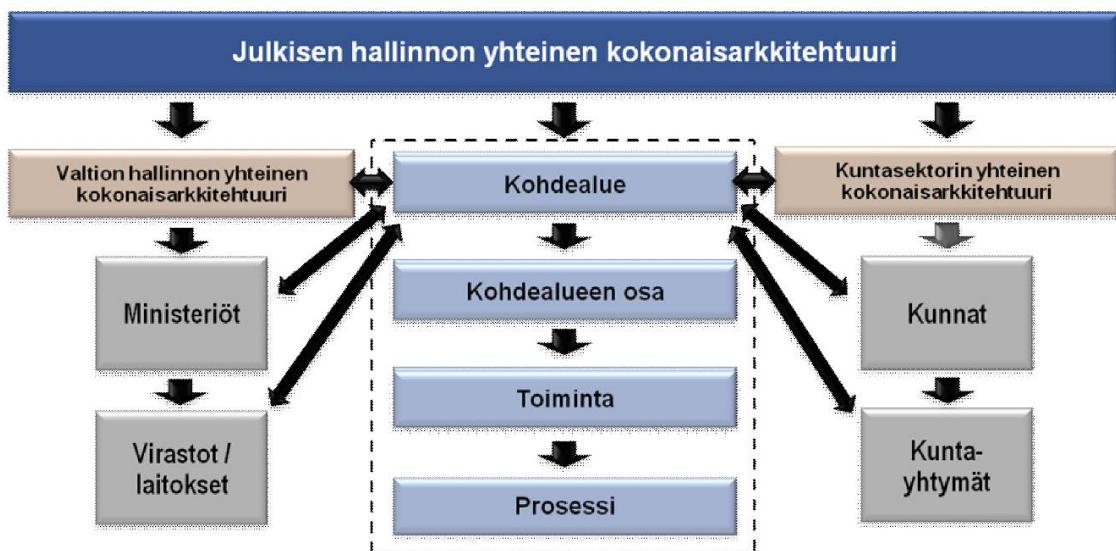 Julkisen hallinnon yhteinen kokonaisarkkitehtuuri
Valtion hallinnon yhteinen
kokonaisarkkitehtuuri
Kohdealue
Kuntasektorin yhteinen
kokonaisarkkitehtuuri
Ministeriöt
Kohdealueen osa
Kunnat
Toiminta
Virastot /
laitokset
Prosessi
Kunta-
yhtymät